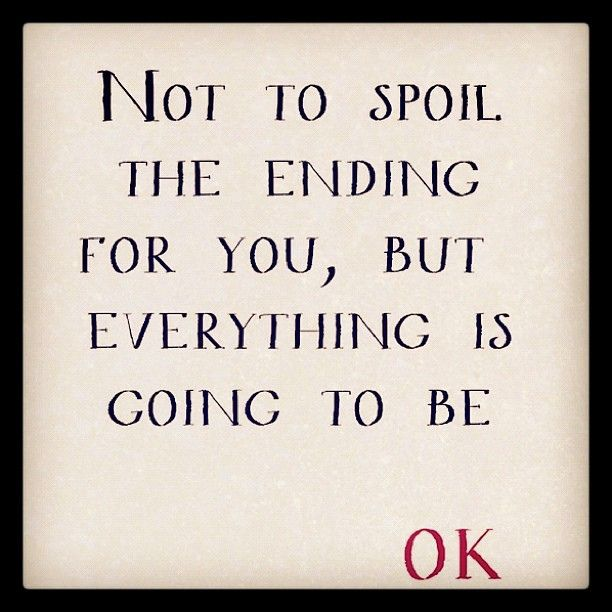 Not to spoil
the ending
for you, but
everything is
going to be
OK